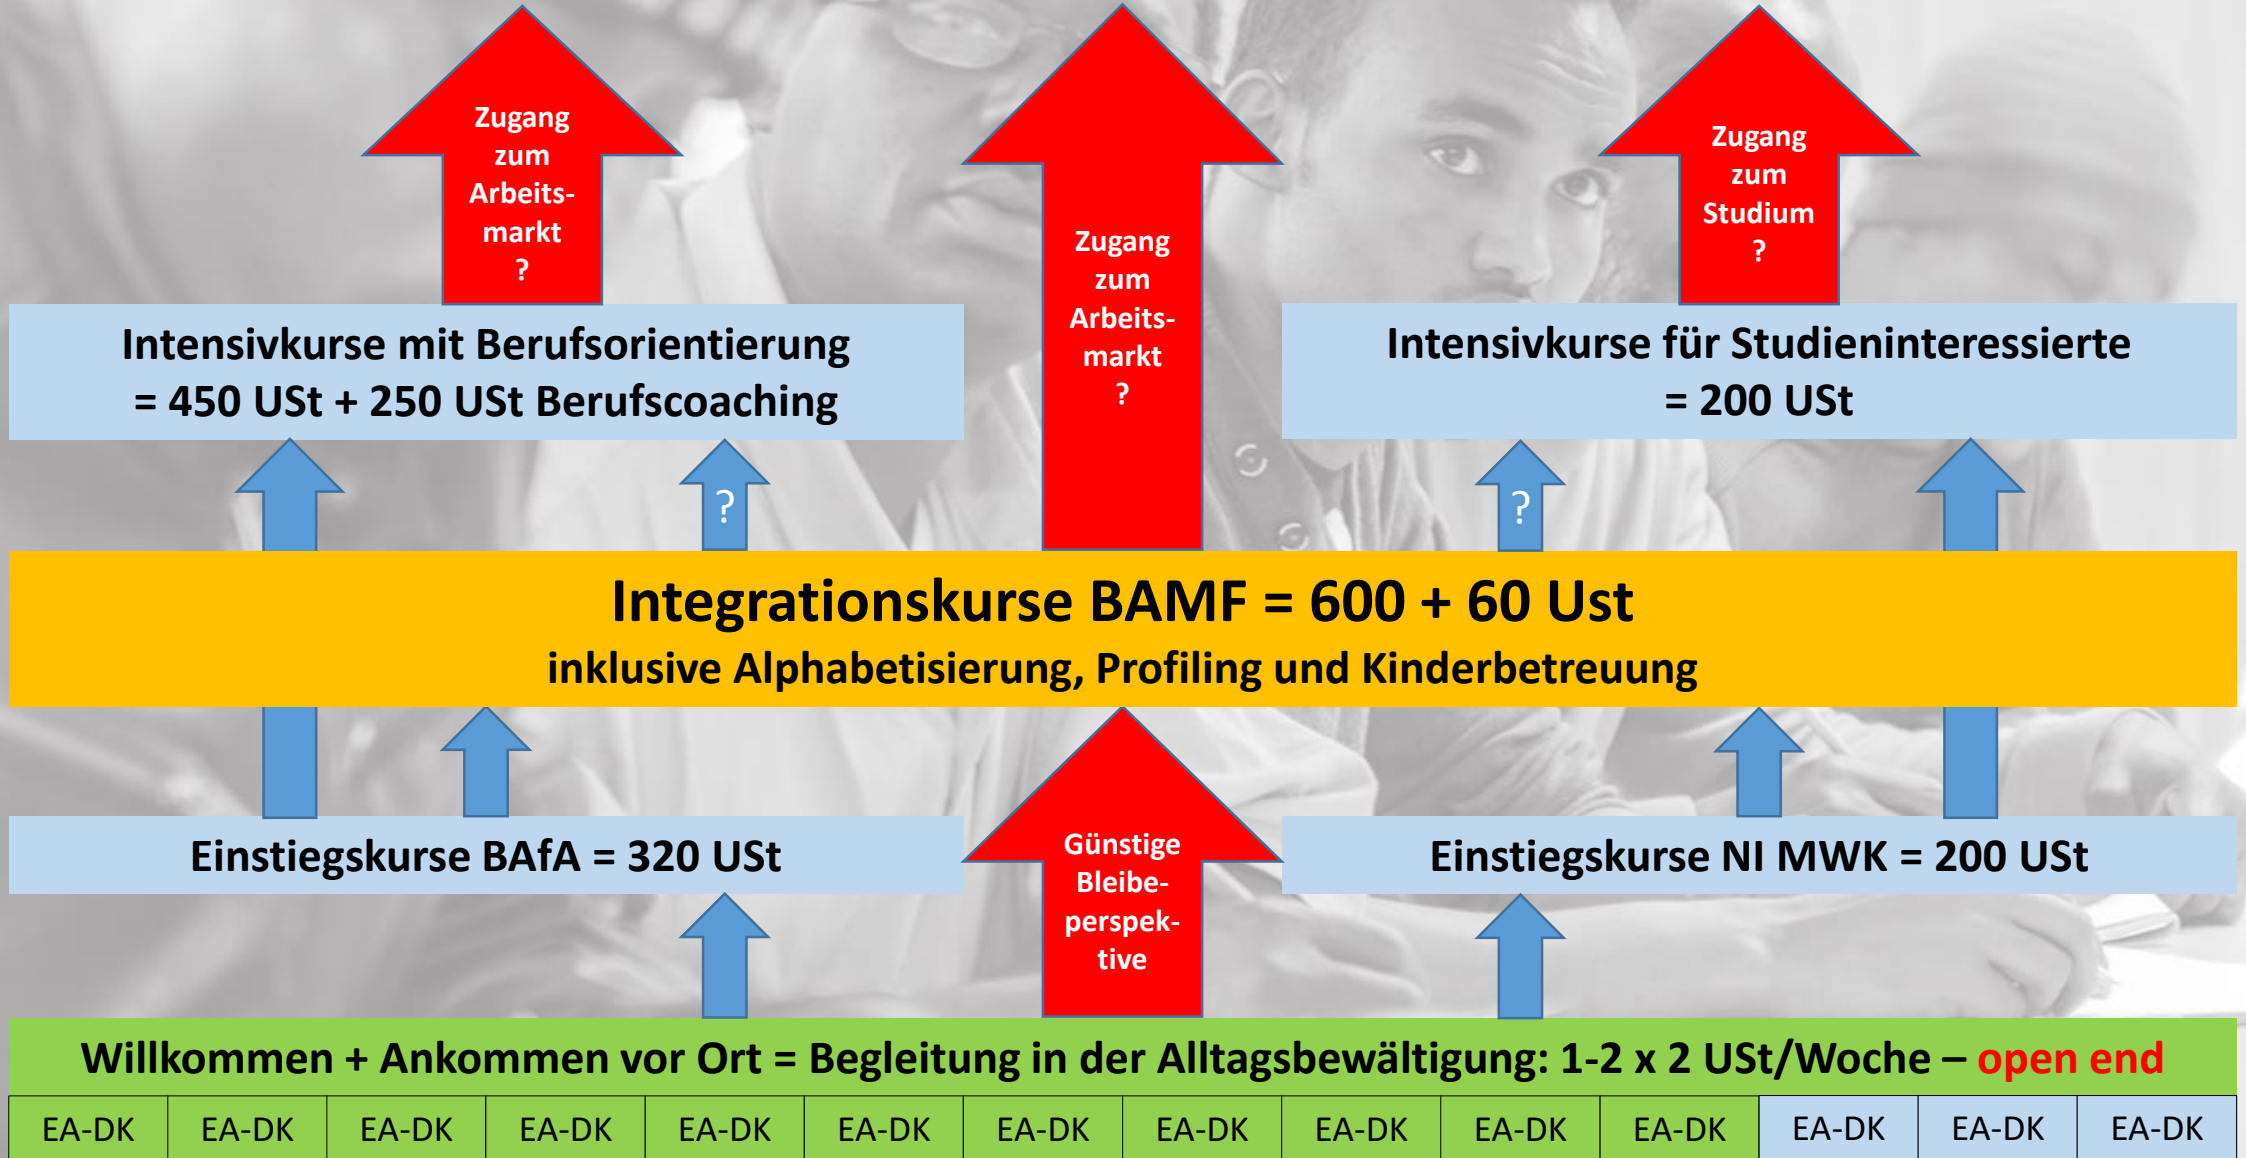 Zugang
zum
Arbeits-
markt
?
Zugang
zum
Arbeits-
markt
?
Zugang
zum
Studium
?
Intensivkurse mit Berufsorientierung
= 450 USt + 250 USt Berufscoaching
Intensivkurse für Studieninteressierte
= 200 USt
?
?
Integrationskurse BAMF = 600 + 60 Ust
inklusive Alphabetisierung, Profiling und Kinderbetreuung
Einstiegskurse BAfA = 320 USt
Günstige
Bleibe-
perspek-
tive
Einstiegskurse NI MWK = 200 USt
Willkommen + Ankommen vor Ort = Begleitung in der Alltagsbewältigung: 1-2 x 2 USt/Woche – open end
EA-DK EA-DK EA-DK EA-DK EA-DK EA-DK EA-DK EA-DK EA-DK EA-DK EA-DK EA-DK EA-DK EA-DK